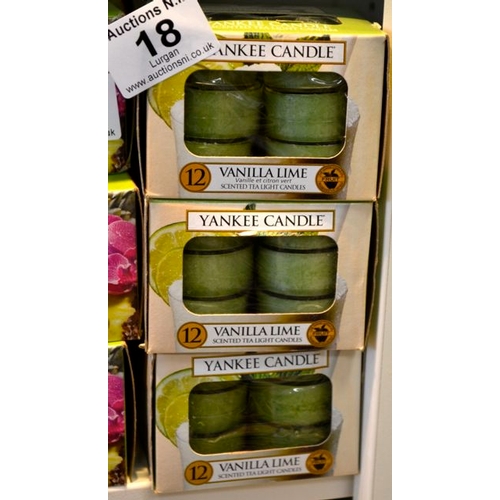 Auctions N.I
18
Lurgan
www.auctionsni.co.uk
YANKEE CANDLE
12
VANILLA LIME
Vanille et citron vert
SCENTED TEA LIGHT CANDLES
YANKEE CANDLE
12
VANILLA LIME
SCENTED TEA LIGHT CANDLES
YANKEE CANDLE
12
VANILLA LIME
SCENTED TEA LIGHT CANDLES